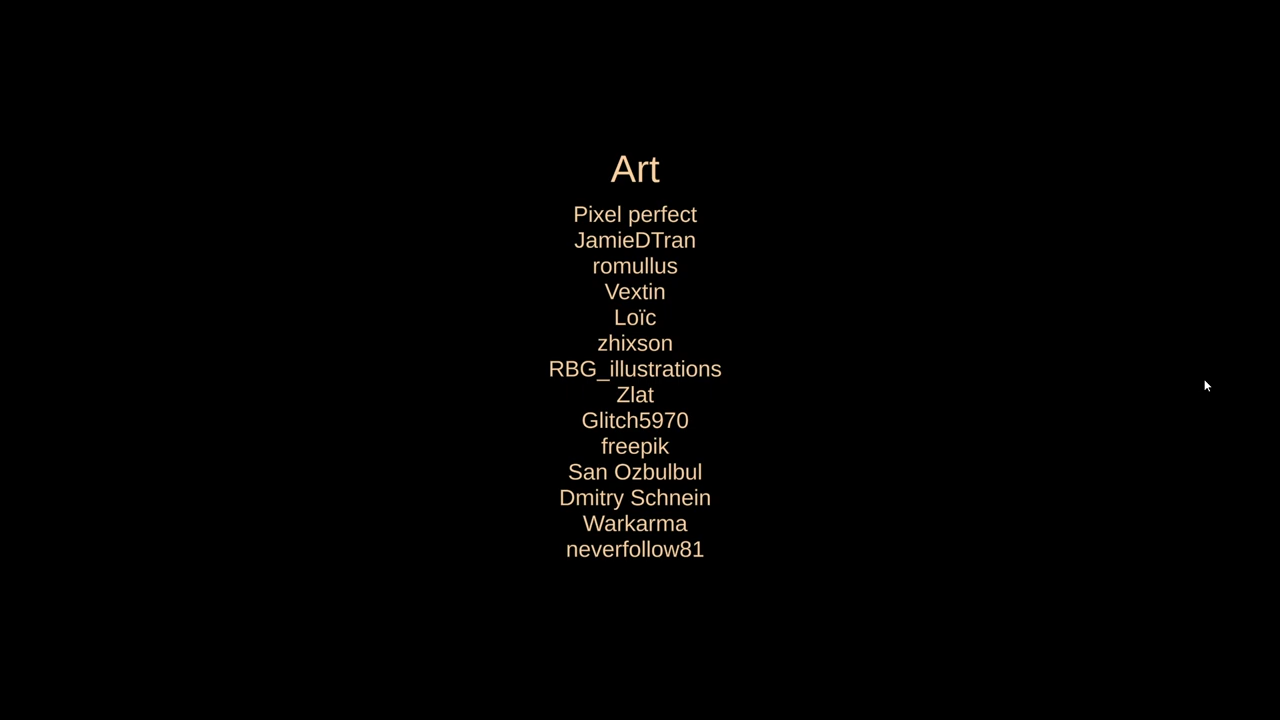 Art
Pixel perfect
JamieDTran
romullus
Vextin
Loïc
zhixson
RBG_illustrations
Zlat
Glitch5970
freepik
San Ozbulbul
Dmitry Schnein
Warkarma
neverfollow81